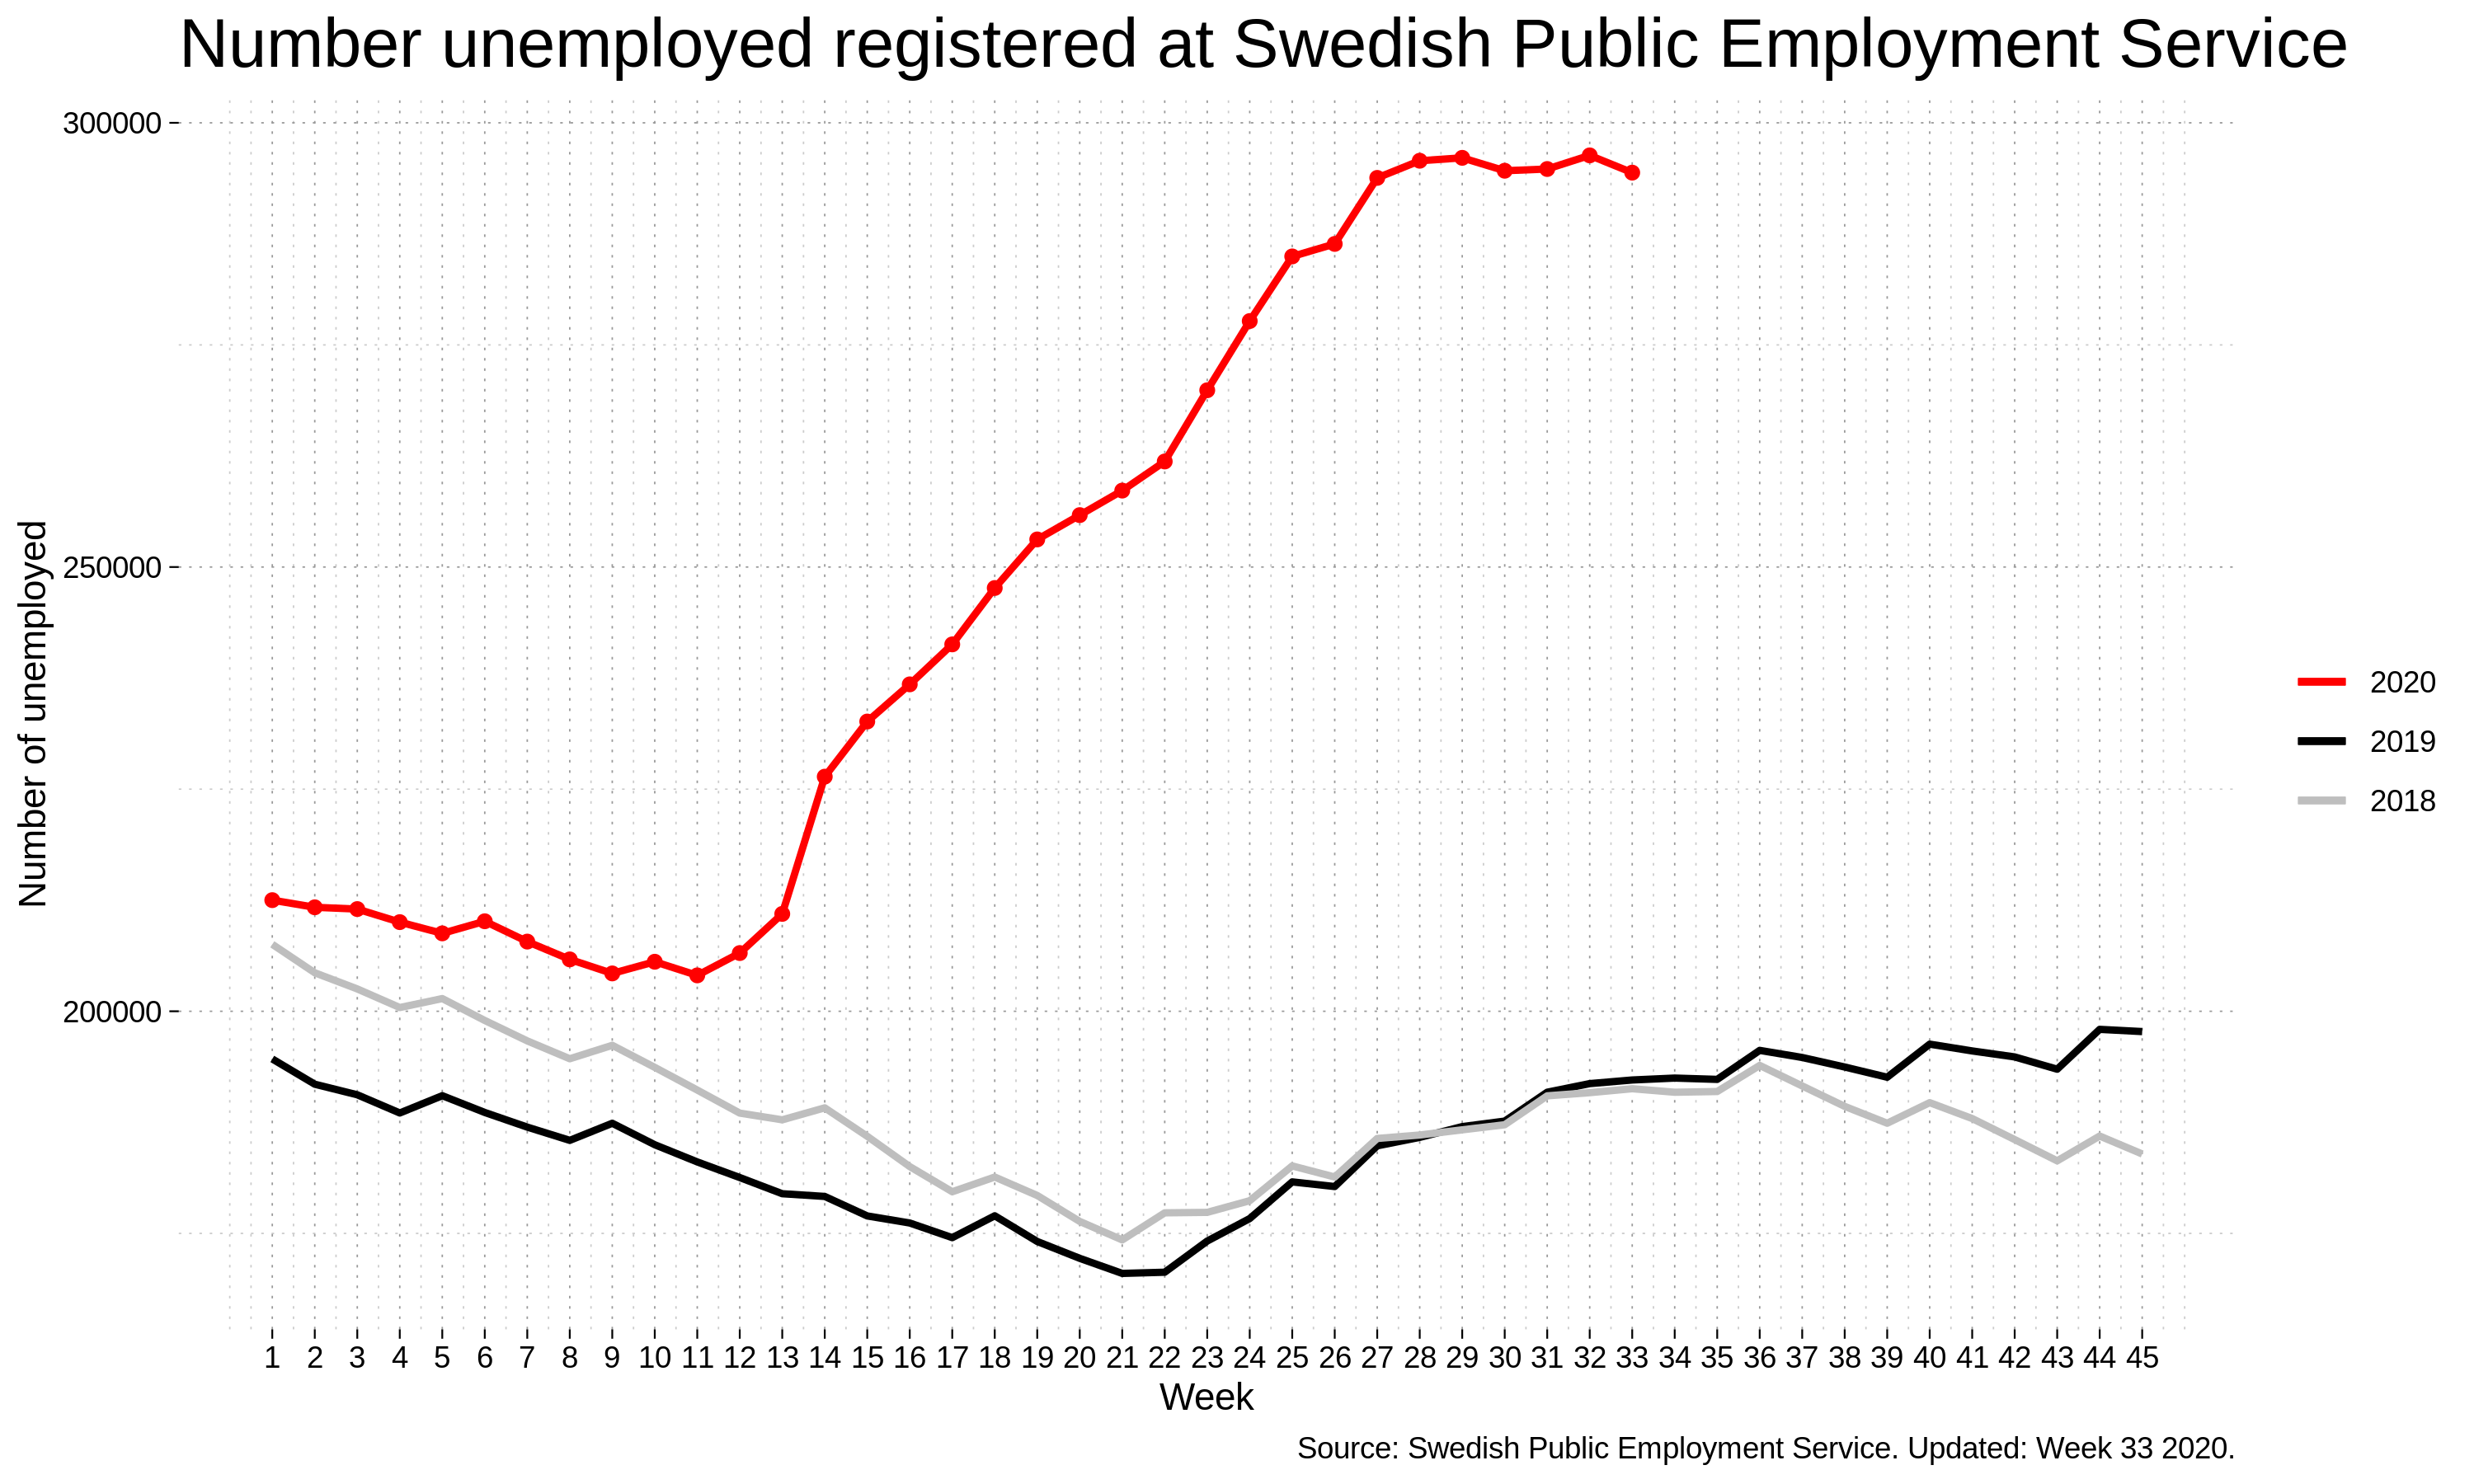 Number unemployed registered at Swedish Public Employment Service
300000
250000
200000
Number of unemployed
2020
2019
2018
1 2 3 4 5 6 7 8 9 10 11 12 13 14 15 16 17 18 19 20 21 22 23 24 25 26 27 28 29 30 31 32 33 34 35 36 37 38 39 40 41 42 43 44 45
Week
Source: Swedish Public Employment Service. Updated: Week 33 2020.